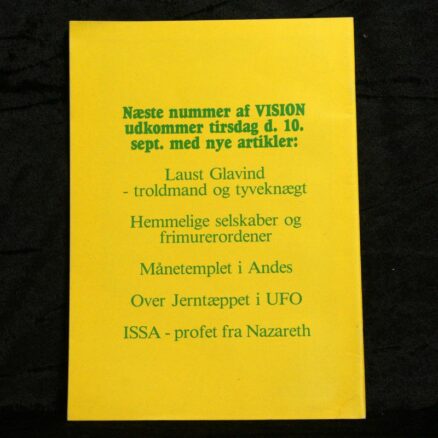 Næste nummer af VISION
udkommer tirsdag d. 10.
sept. med nye artikler:
Laust Glavind
- troldmand og tyveknægt
Hemmelige selskaber og
frimurerordener
Månetemplet i Andes
Over Jerntæppet i UFO
ISSA - profet fra Nazareth